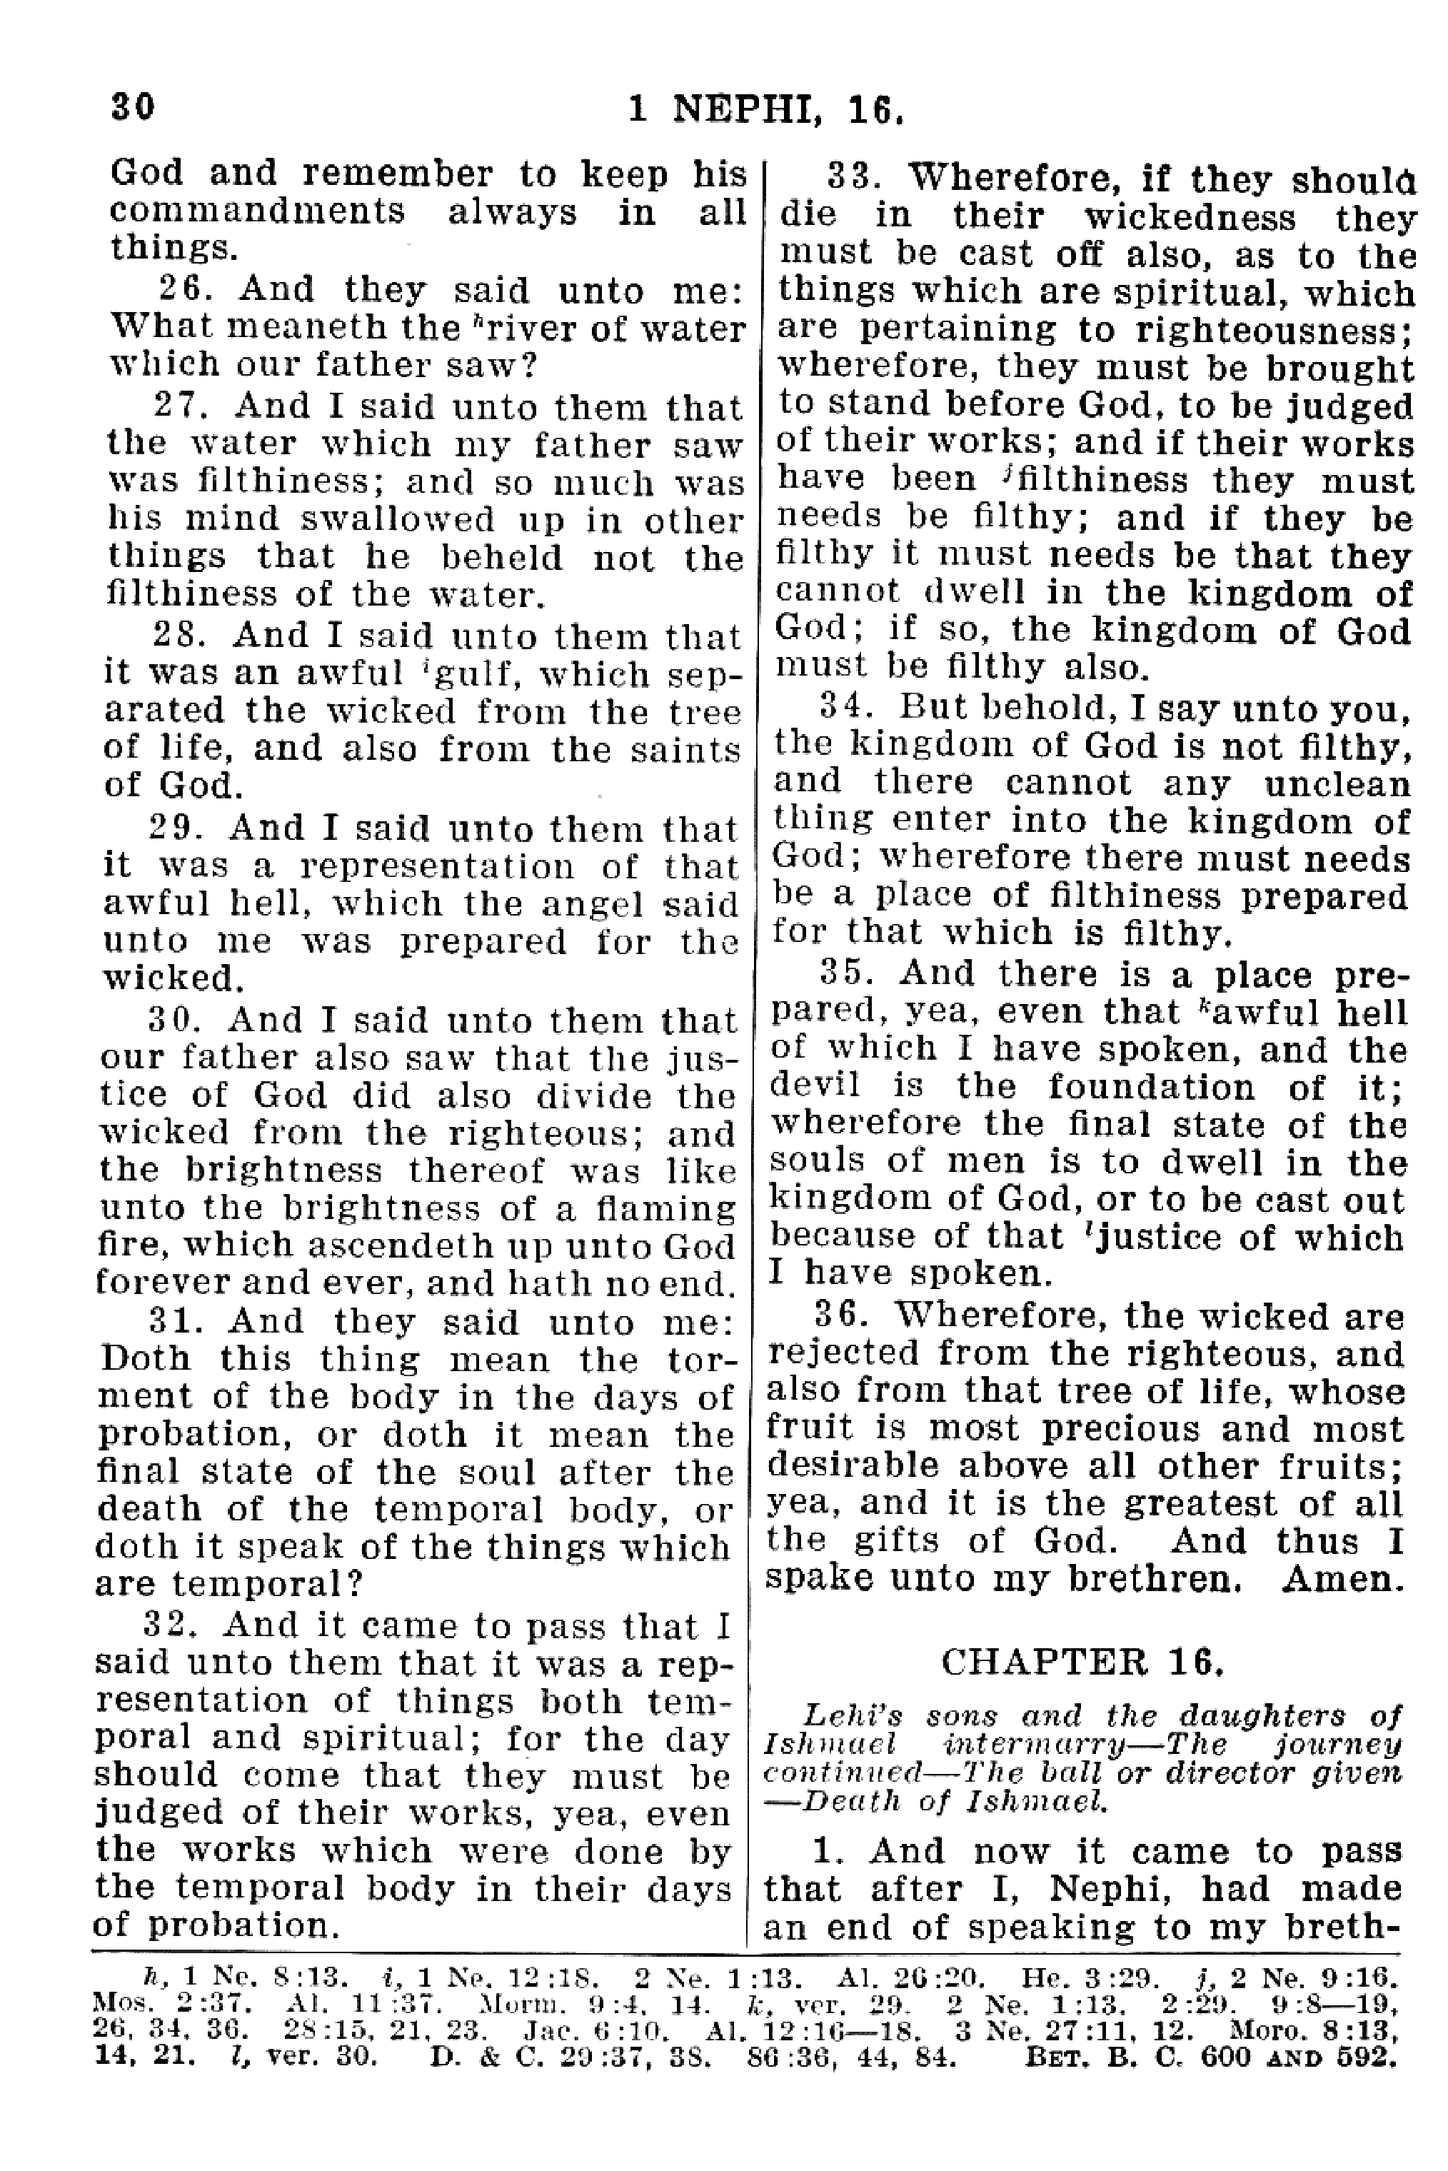 30
1 NEPHI, 16.
God and remember to keep his
commandments always in all
things.
26. And they said unto me:
What meaneth the ʰriver of water
which our father saw?
27. And I said unto them that
the water which my father saw
was filthiness; and so much was
his mind swallowed up in other
things that he beheld not the
filthiness of the water.
28. And I said unto them that
it was an awful ⁱgulf, which sep-
arated the wicked from the tree
of life, and also from the saints
of God.
29. And I said unto them that
it was a representation of that
awful hell, which the angel said
unto me was prepared for the
wicked.
30. And I said unto them that
our father also saw that the jus-
tice of God did also divide the
wicked from the righteous; and
the brightness thereof was like
unto the brightness of a flaming
fire, which ascendeth up unto God
forever and ever, and hath no end.
31. And they said unto me:
Doth this thing mean the tor-
ment of the body in the days of
probation, or doth it mean the
final state of the soul after the
death of the temporal body, or
doth it speak of the things which
are temporal?
32. And it came to pass that I
said unto them that it was a rep-
resentation of things both tem-
poral and spiritual; for the day
should come that they must be
judged of their works, yea, even
the works which were done by
the temporal body in their days
of probation.
33. Wherefore, if they should
die in their wickedness they
must be cast off also, as to the
things which are spiritual, which
are pertaining to righteousness;
wherefore, they must be brought
to stand before God, to be judged
of their works; and if their works
have been ʲfilthiness they must
needs be filthy; and if they be
filthy it must needs be that they
cannot dwell in the kingdom of
God; if so, the kingdom of God
must be filthy also.
34. But behold, I say unto you,
the kingdom of God is not filthy,
and there cannot any unclean
thing enter into the kingdom of
God; wherefore there must needs
be a place of filthiness prepared
for that which is filthy.
35. And there is a place pre-
pared, yea, even that ᵏawful hell
of which I have spoken, and the
devil is the foundation of it;
wherefore the final state of the
souls of men is to dwell in the
kingdom of God, or to be cast out
because of that ˡjustice of which
I have spoken.
36. Wherefore, the wicked are
rejected from the righteous, and
also from that tree of life, whose
fruit is most precious and most
desirable above all other fruits;
yea, and it is the greatest of all
the gifts of God. And thus I
spake unto my brethren. Amen.
CHAPTER 16.
Lehi's sons and the daughters of
Ishmael intermarry—The journey
continued—The ball or director given
—Death of Ishmael.
1. And now it came to pass
that after I, Nephi, had made
an end of speaking to my breth-
h, 1 Ne. 8:13. i, 1 Ne. 12:18. 2 Ne. 1:13. Al. 26:20. He. 3:29. j, 2 Ne. 9:16.
Mos. 2:37. Al. 11:37. Morm. 9:4, 14. k, ver. 29. 2 Ne. 1:13. 2:29. 9:8—19,
26, 34, 36. 28:15, 21, 23. Jac. 6:10. Al. 12:16—18. 3 Ne. 27:11, 12. Moro. 8:13,
14, 21. l, ver. 30. D. & C. 29:37, 38. 86:36, 44, 84. BET. B. C. 600 AND 592.